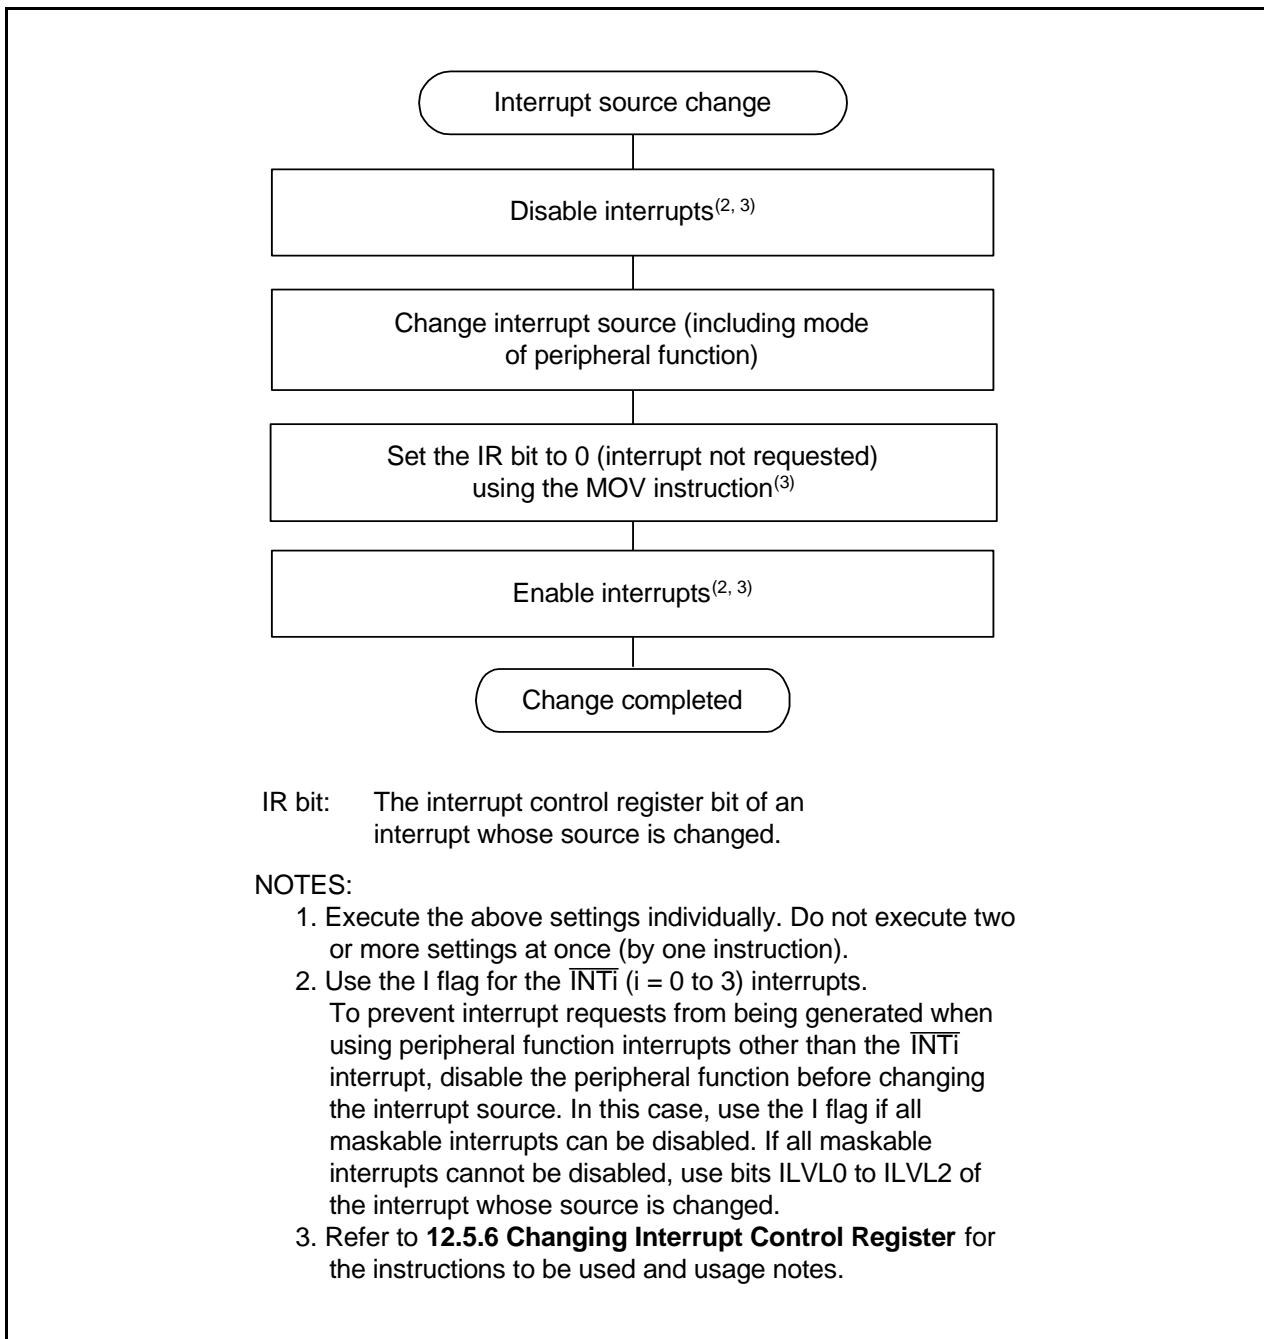 Interrupt source change
Disable interrupts(2, 3)
Change interrupt source (including mode
of peripheral function)
Set the IR bit to 0 (interrupt not requested)
using the MOV instruction(3)
Enable interrupts(2, 3)
Change completed
IR bit: The interrupt control register bit of an
interrupt whose source is changed.
NOTES:
1. Execute the above settings individually. Do not execute two
or more settings at once (by one instruction).
2. Use the I flag for the INTi (i = 0 to 3) interrupts.
To prevent interrupt requests from being generated when
using peripheral function interrupts other than the INTi
interrupt, disable the peripheral function before changing
the interrupt source. In this case, use the I flag if all
maskable interrupts can be disabled. If all maskable
interrupts cannot be disabled, use bits ILVL0 to ILVL2 of
the interrupt whose source is changed.
3. Refer to 12.5.6 Changing Interrupt Control Register for
the instructions to be used and usage notes.